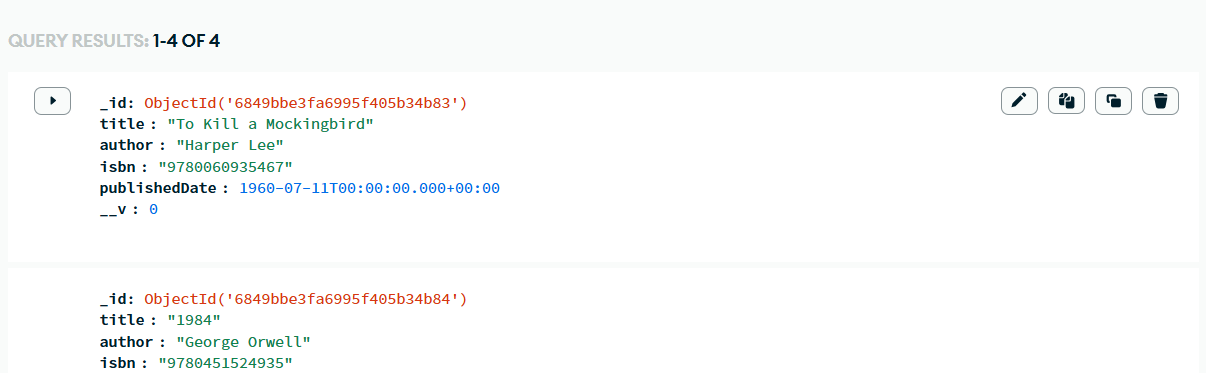 QUERY RESULTS: 1-4 OF 4
_id: ObjectId('6849bbe3fa6995f405b34b83')
title : "To Kill a Mockingbird"
author : "Harper Lee"
isbn : "9780060935467"
publishedDate : 1960-07-11T00:00:00.000+00:00
__v : 0
_id: ObjectId('6849bbe3fa6995f405b34b84')
title : "1984"
author : "George Orwell"
isbn : "9780451524935"